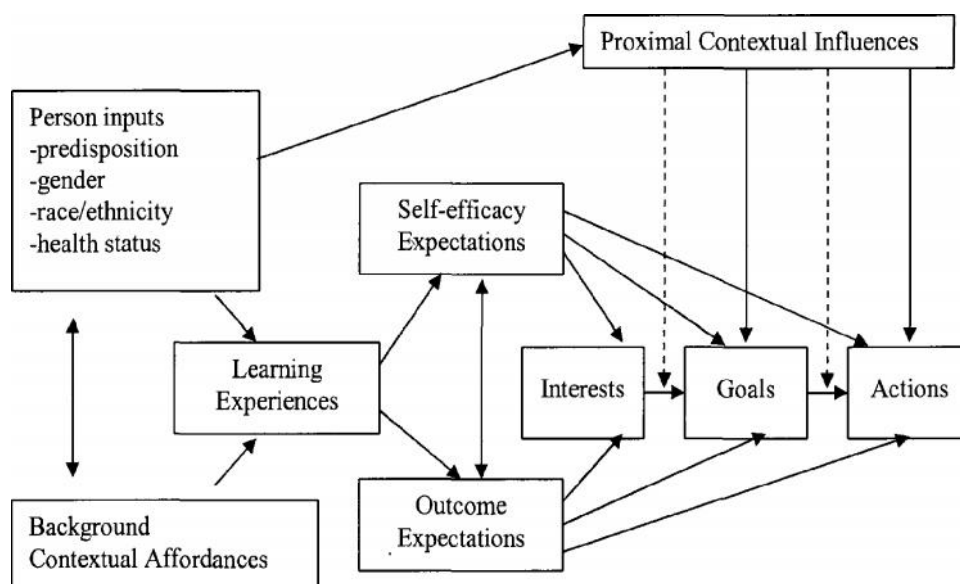 Proximal Contextual Influences
Person inputs
-predisposition
-gender
-race/ethnicity
-health status
Self-efficacy
Expectations
Learning
Experiences
Interests
Goals
Actions
Outcome
Expectations
Background
Contextual Affordances